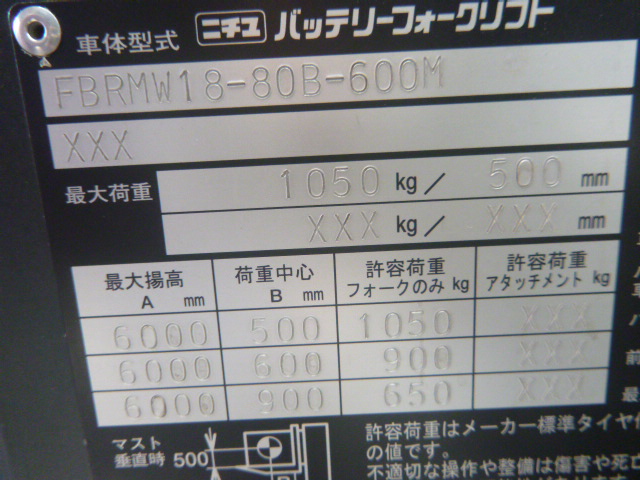 車体型式 ニチユ バッテリーフォークリフト
FBRMW18-80B-600M
XXX
最大荷重 1050 kg/ 500 mm
XXX kg/ XXX mm
最大揚高 荷重中心 許容荷重 許容荷重
A mm B mm フォークのみ kg アタッチメント kg
6000 500 1050 XXX
6000 600 900 XXX
6000 900 650 XXX
マスト
垂直時 500
許容荷重はメーカー標準タイヤ
の値です。
不適切な操作や整備は傷害や死亡